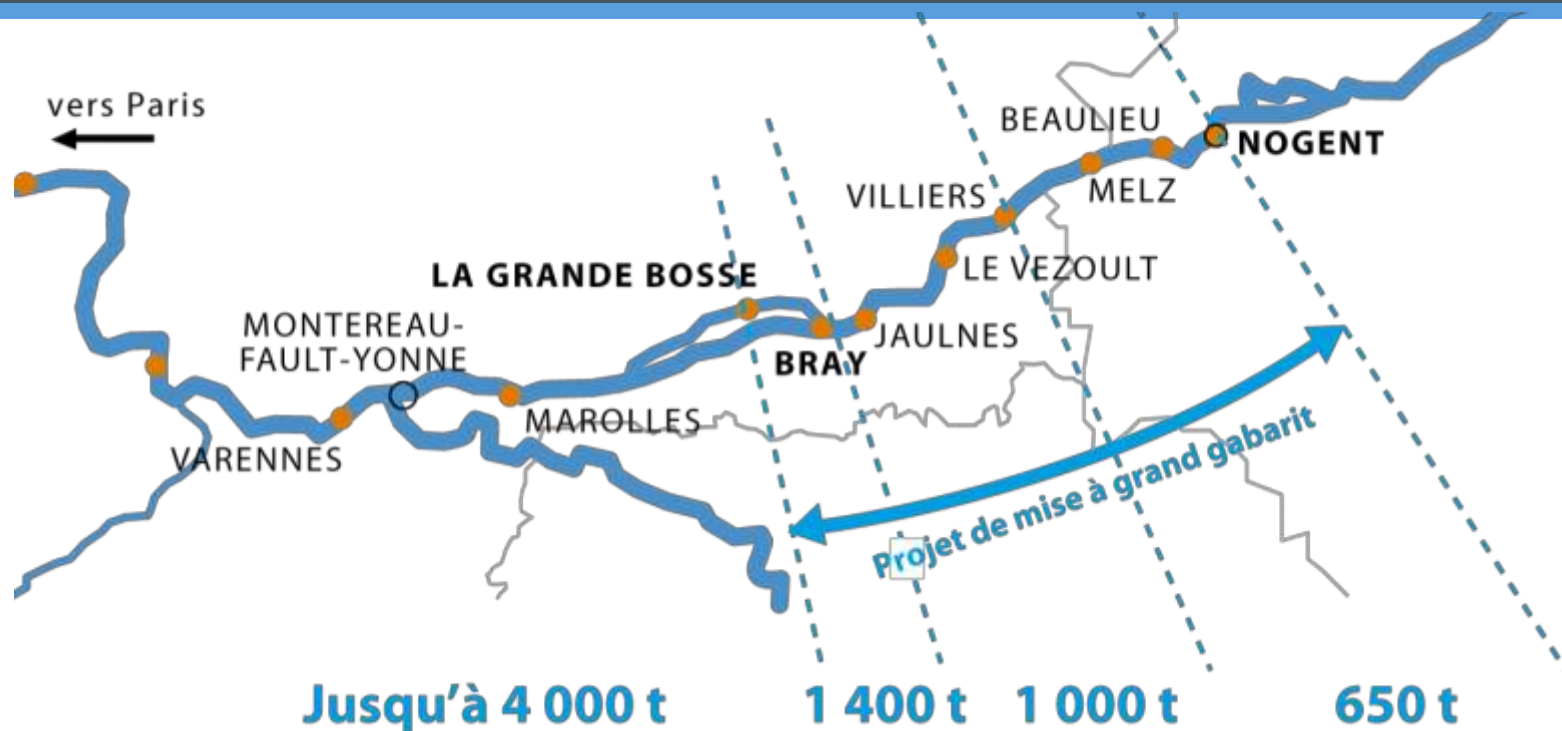 vers Paris
BEAULIEU
NOGENT
MELZ
VILLIERS
LE VEZOULT
LA GRANDE BOSSE
MONTEREAU-
FAULT-YONNE
JAULNES
BRAY
MAROLLES
VARENNES
Projet de mise à grand gabarit
Jusqu'à 4 000 t
1 400 t
1 000 t
650 t